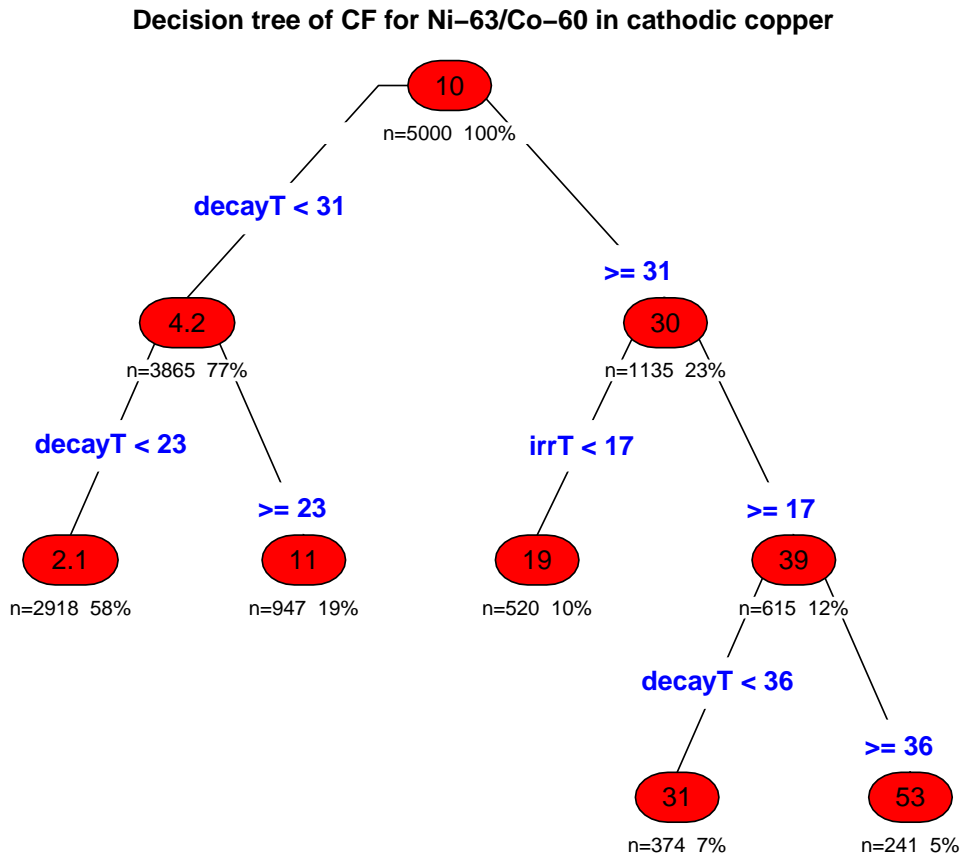 Decision tree of CF for Ni−63/Co−60 in cathodic copper
10
n=5000 100%
decayT < 31
>= 31
4.2
30
n=3865 77%
n=1135 23%
decayT < 23
irrT < 17
>= 23
>= 17
2.1
11
19
39
n=2918 58%
n=947 19%
n=520 10%
n=615 12%
decayT < 36
>= 36
31
53
n=374 7%
n=241 5%